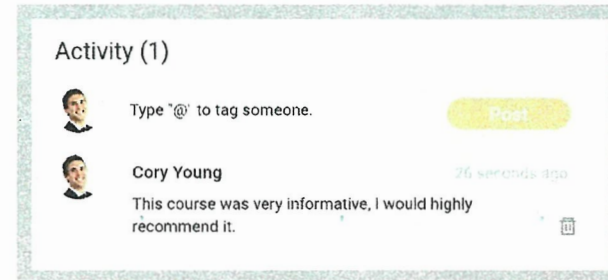 Activity (1)
Type "@" to tag someone.
Post
Cory Young
26 seconds ago
This course was very informative, I would highly
recommend it.